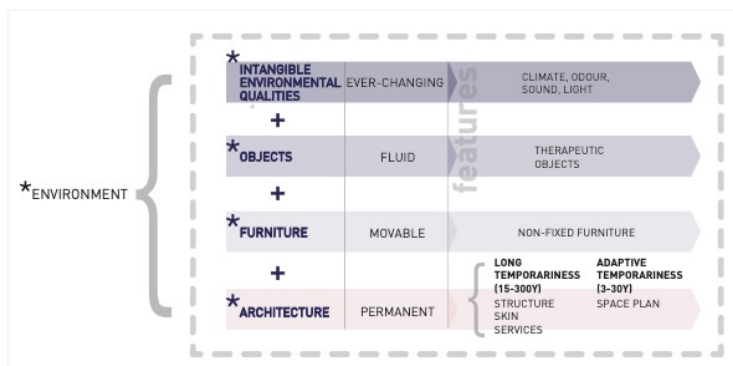 *ENVIRONMENT
*INTANGIBLE
ENVIRONMENTAL
QUALITIES
EVER-CHANGING
CLIMATE, ODOUR,
SOUND, LIGHT
+
*OBJECTS
FLUID
THERAPEUTIC
OBJECTS
features
+
*FURNITURE
MOVABLE
NON-FIXED FURNITURE
+
*ARCHITECTURE
PERMANENT
LONG
TEMPORARINESS
(15-300Y)
STRUCTURE
SKIN
SERVICES
ADAPTIVE
TEMPORARINESS
(3-30Y)
SPACE PLAN